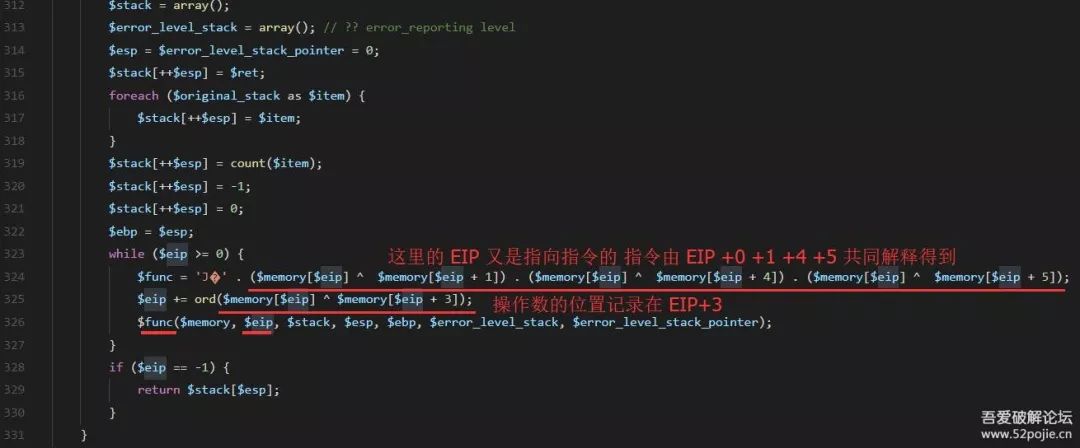 312 $stack = array();
313 $error_level_stack = array(); // ?? error_reporting level
314 $esp = $error_level_stack_pointer = 0;
315 $stack[++$esp] = $ret;
316 foreach ($original_stack as $item) {
317 $stack[++$esp] = $item;
318 }
319 $stack[++$esp] = count($item);
320 $stack[++$esp] = -1;
321 $stack[++$esp] = 0;
322 $ebp = $esp;
323 while ($eip >= 0) {
这里的 EIP 又是指向指令的 指令由 EIP +0 +1 +4 +5 共同解释得到
324 $func = 'J�' . ($memory[$eip] ^ $memory[$eip + 1]) . ($memory[$eip] ^ $memory[$eip + 4]) . ($memory[$eip] ^ $memory[$eip + 5]);
325 $eip += ord($memory[$eip] ^ $memory[$eip + 3]); 操作数的位置记录在 EIP+3
326 $func($memory, $eip, $stack, $esp, $ebp, $error_level_stack, $error_level_stack_pointer);
327 }
328 if ($eip == -1) {
329 return $stack[$esp];
330 }
331 }
吾爱破解论坛
www.52pojie.cn